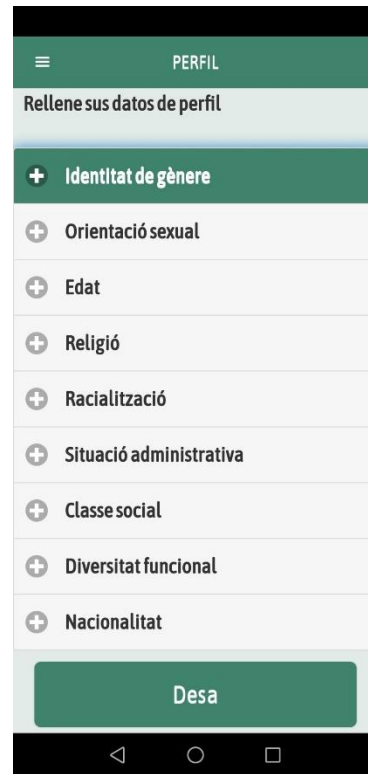 PERFIL
Rellene sus datos de perfil
Identitat de gènere
Orientació sexual
Edat
Religió
Racialització
Situació administrativa
Classe social
Diversitat funcional
Nacionalitat
Desa